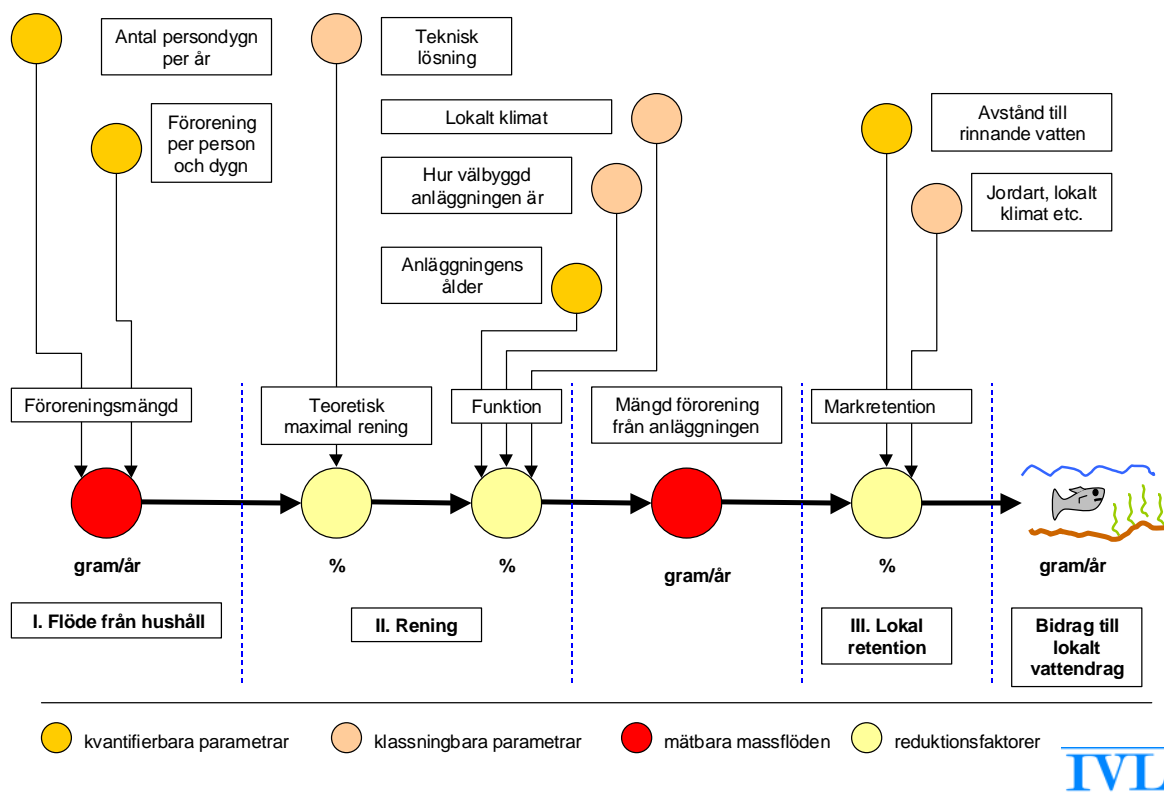 Antal persondygn
per år
Teknisk
lösning
Lokalt klimat
Förorening
per person
och dygn
Hur välbyggd
anläggningen är
Anläggningens
ålder
Avstånd till
rinnande vatten
Jordart, lokalt
klimat etc.
Föroreningsmängd
Teoretisk
maximal rening
Funktion
Mängd förorening
från anläggningen
Markretention
gram/år
%
%
gram/år
%
gram/år
I. Flöde från hushåll
II. Rening
III. Lokal
retention
Bidrag till
lokalt
vattendrag
kvantifierbara parametrar
klassningbara parametrar
mätbara massflöden
reduktionsfaktorer
IVL